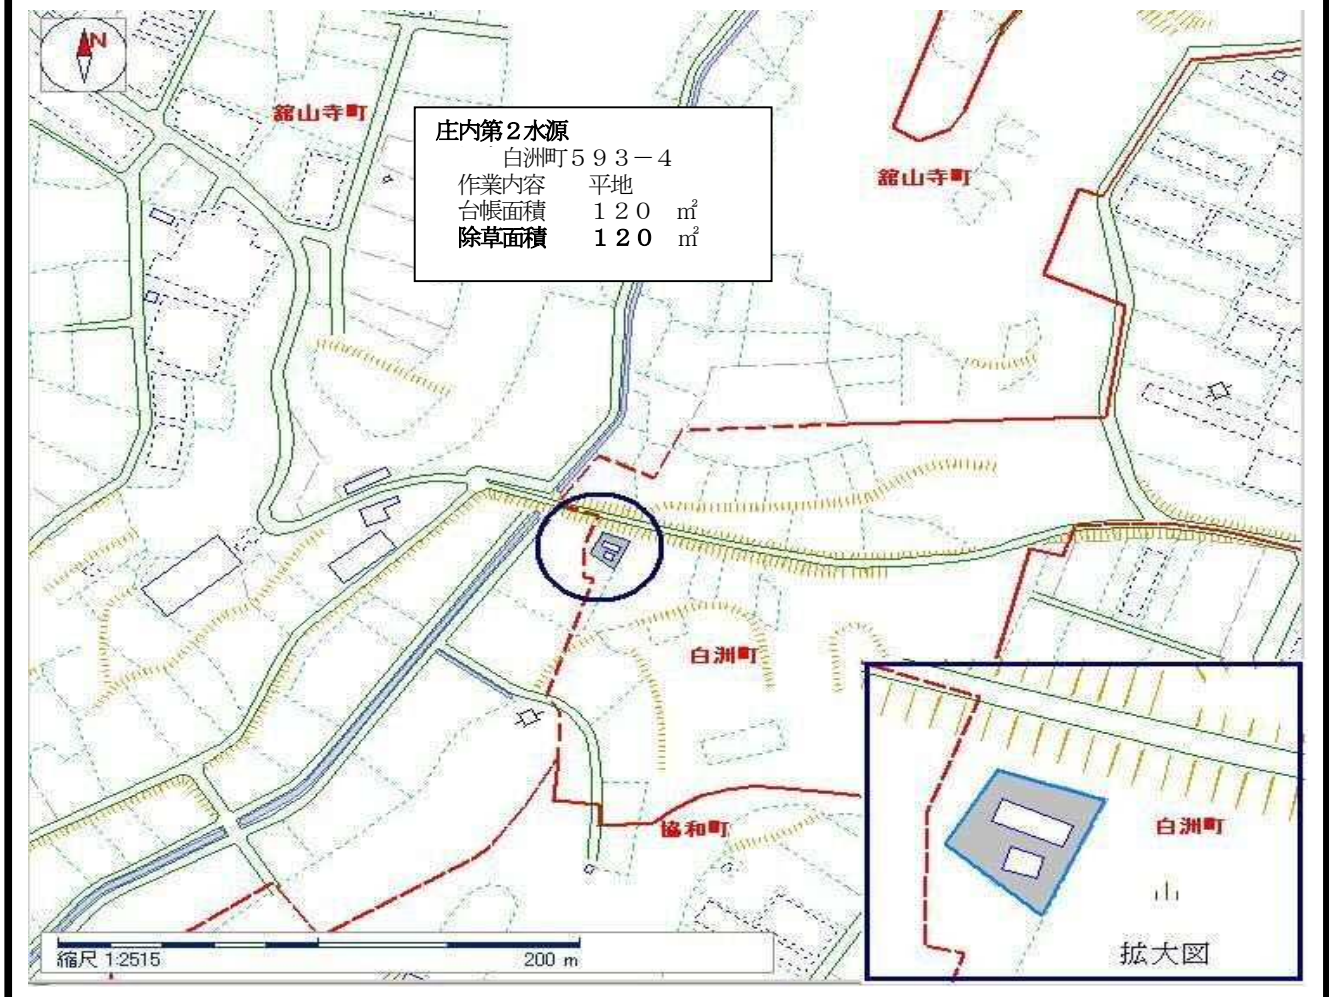 N
舘山寺町
庄内第２水源
白洲町５９３－４
作業内容　平地
台帳面積　１２０　㎡
除草面積　１２０　㎡
舘山寺町
白洲町
協和町
白洲町
拡大図
縮尺 1:2515
200 m